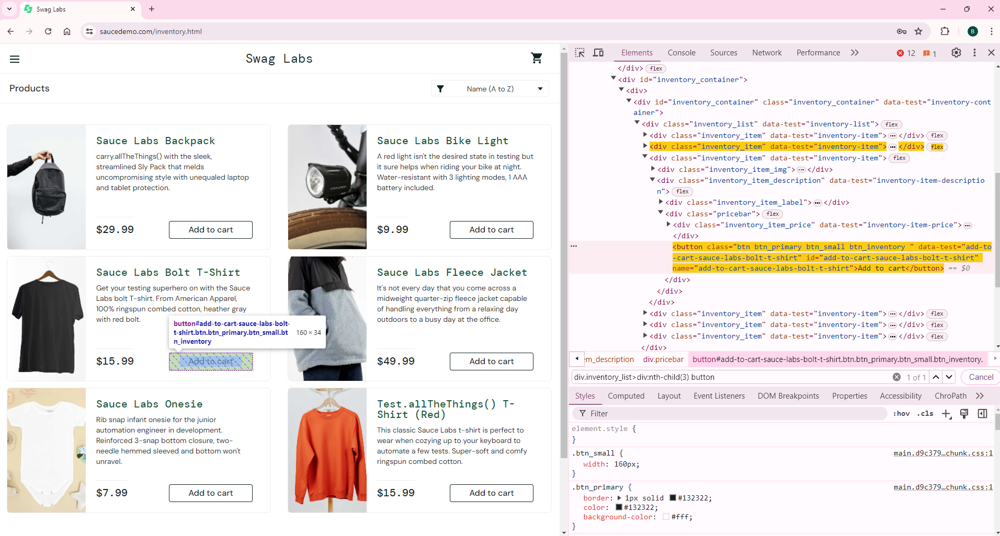 Swag Labs
saucedemo.com/inventory.html
B
Swag Labs
Products
Name (A to Z)
Sauce Labs Backpack
carry.allTheThings() with the sleek,
streamlined Sly Pack that melds
uncompromising style with unequaled laptop
and tablet protection.
$29.99
Add to cart
Sauce Labs Bike Light
A red light isn't the desired state in testing but
it sure helps when riding your bike at night.
Water-resistant with 3 lighting modes, 1 AAA
battery included.
$9.99
Add to cart
Sauce Labs Bolt T-Shirt
Get your testing superhero on with the Sauce
Labs bolt T-shirt. From American Apparel,
100% ringspun combed cotton, heather gray
with red bolt.
button#add-to-cart-sauce-labs-bolt-
t-shirt.btn.btn_primary.btn_small.bt
n_inventory
160 × 34
$15.99
Add to cart
Sauce Labs Fleece Jacket
It's not every day that you come across a
midweight quarter-zip fleece jacket capable
of handling everything from a relaxing day
outdoors to a busy day at the office.
$49.99
Add to cart
Sauce Labs Onesie
Rib snap infant onesie for the junior
automation engineer in development.
Reinforced 3-snap bottom closure, two-
needle hemmed sleeved and bottom won't
unravel.
$7.99
Add to cart
Test.allTheThings() T-
Shirt (Red)
This classic Sauce Labs t-shirt is perfect to
wear when cozying up to your keyboard to
automate a few tests. Super-soft and comfy
ringspun combed cotton.
$15.99
Add to cart
Elements Console Sources Network Performance 12 1
</div> flex
<div id="inventory_container">
<div>
<div id="inventory_container" class="inventory_container" data-test="inventory-cont
ainer">
<div class="inventory_list" data-test="inventory-list"> flex
<div class="inventory_item" data-test="inventory-item"> … </div> flex
<div class="inventory_item" data-test="inventory-item"> … </div> flex
<div class="inventory_item" data-test="inventory-item"> flex
<div class="inventory_item_img"> … </div>
<div class="inventory_item_description" data-test="inventory-item-descriptio
n"> flex
<div class="inventory_item_label"> … </div>
<div class="pricebar"> flex
<div class="inventory_item_price" data-test="inventory-item-price"> …
</div>
<button class="btn btn_primary btn_small btn_inventory " data-test="add-to
-cart-sauce-labs-bolt-t-shirt" id="add-to-cart-sauce-labs-bolt-t-shirt"
name="add-to-cart-sauce-labs-bolt-t-shirt">Add to cart</button> == $0
</div>
</div>
</div>
<div class="inventory_item" data-test="inventory-item"> … </div> flex
<div class="inventory_item" data-test="inventory-item"> … </div> flex
<div class="inventory_item" data-test="inventory-item"> … </div> flex
</div>
em_description div.pricebar button#add-to-cart-sauce-labs-bolt-t-shirt.btn.btn_primary.btn_small.btn_inventory.
div.inventory_list>div:nth-child(3) button
1 of 1
Cancel
Styles Computed Layout Event Listeners DOM Breakpoints Properties Accessibility ChroPath
Filter
:hov .cls
element.style {
}
.btn_small {
main.d9c379…chunk.css:1
width: 160px;
}
.btn_primary {
main.d9c379…chunk.css:1
border: 1px solid #132322;
color: #132322;
background-color: #fff;
}